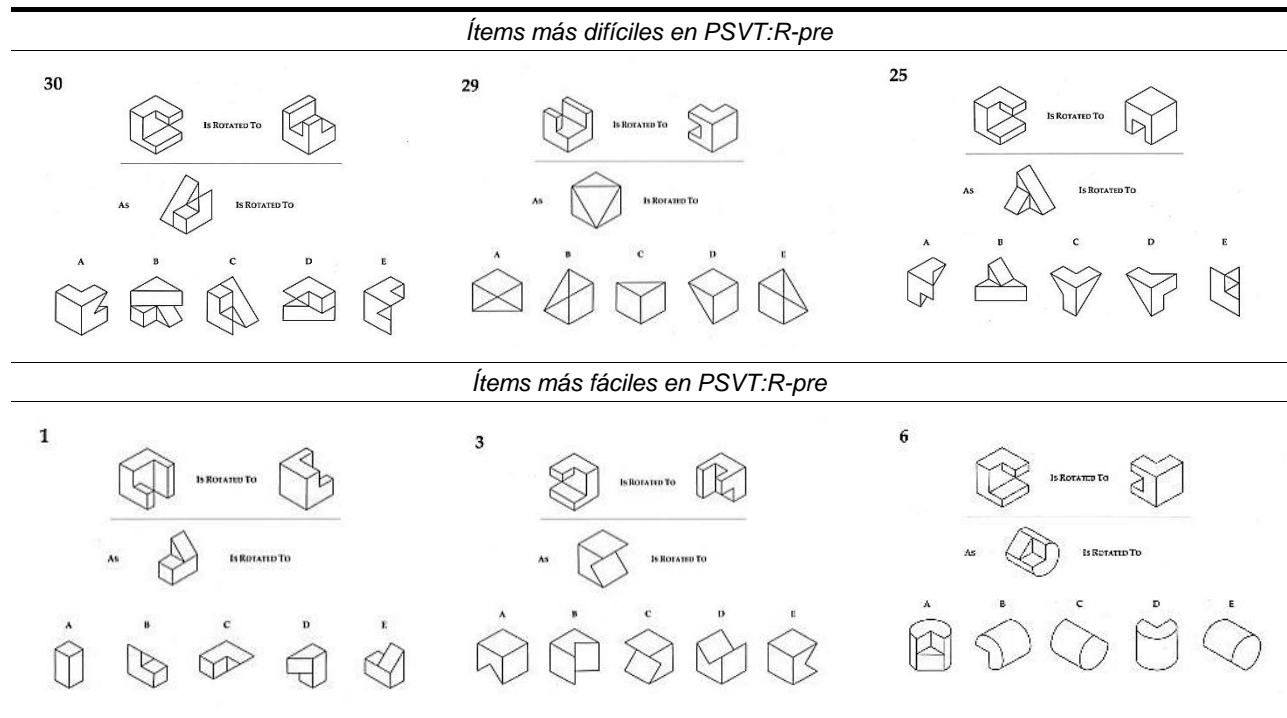 Ítems más difíciles en PSVT:R-pre
30
IS ROTATED TO
AS IS ROTATED TO
A B C D E
29
IS ROTATED TO
AS IS ROTATED TO
A B C D E
25
IS ROTATED TO
AS IS ROTATED TO
A B C D E
Ítems más fáciles en PSVT:R-pre
1
IS ROTATED TO
AS IS ROTATED TO
A B C D E
3
IS ROTATED TO
AS IS ROTATED TO
A B C D E
6
IS ROTATED TO
AS IS ROTATED TO
A B C D E